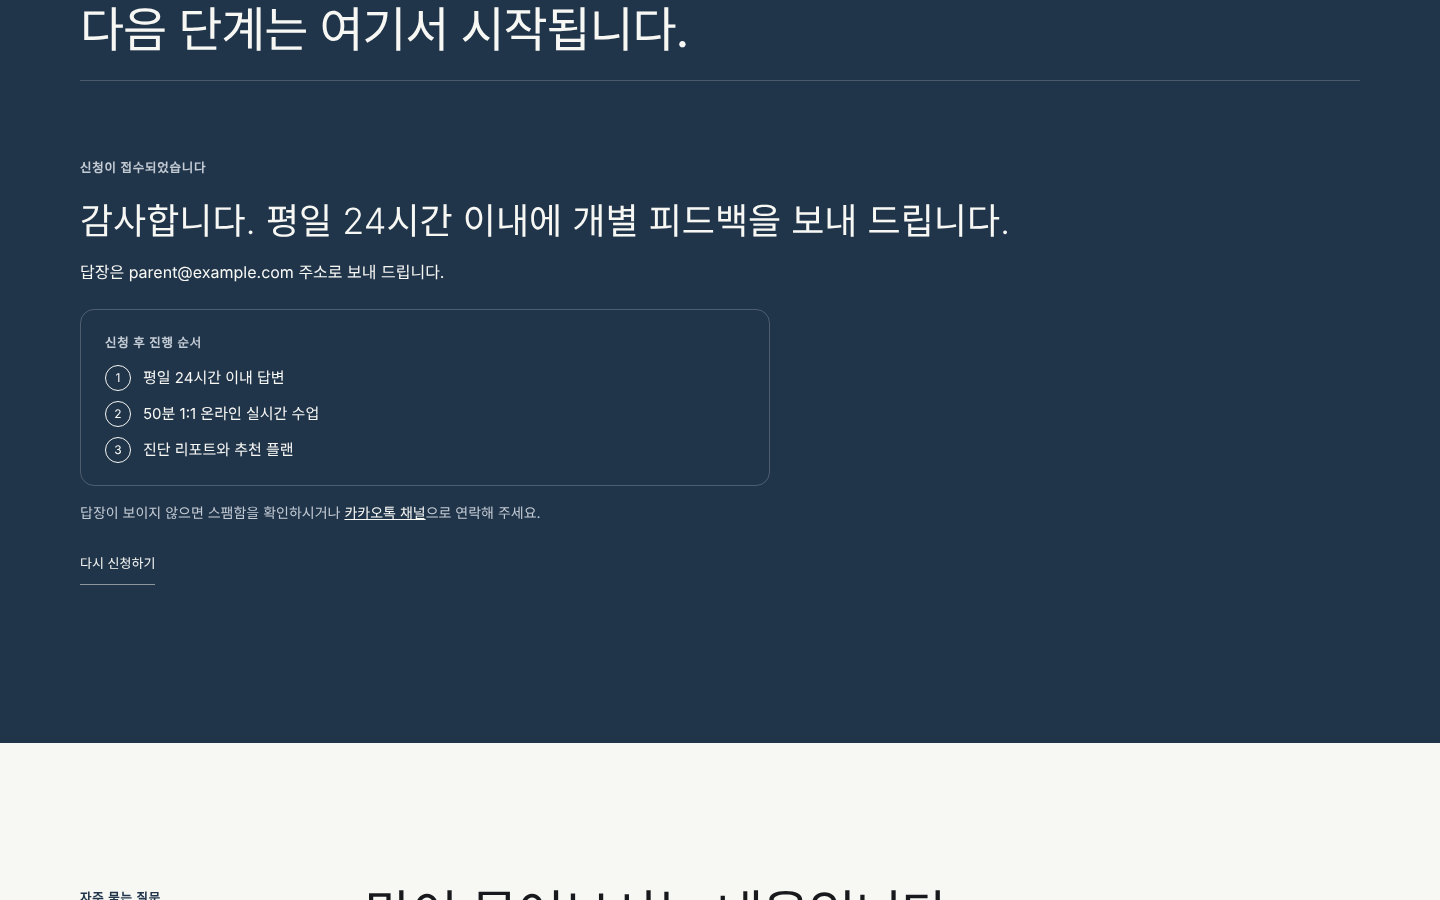 다음 단계는 여기서 시작됩니다.
신청이 접수되었습니다
감사합니다. 평일 24시간 이내에 개별 피드백을 보내 드립니다.
답장은 parent@example.com 주소로 보내 드립니다.
신청 후 진행 순서
1 평일 24시간 이내 답변
2 50분 1:1 온라인 실시간 수업
3 진단 리포트와 추천 플랜
답장이 보이지 않으면 스팸함을 확인하시거나 카카오톡 채널으로 연락해 주세요.
다시 신청하기
자주 묻는 질문